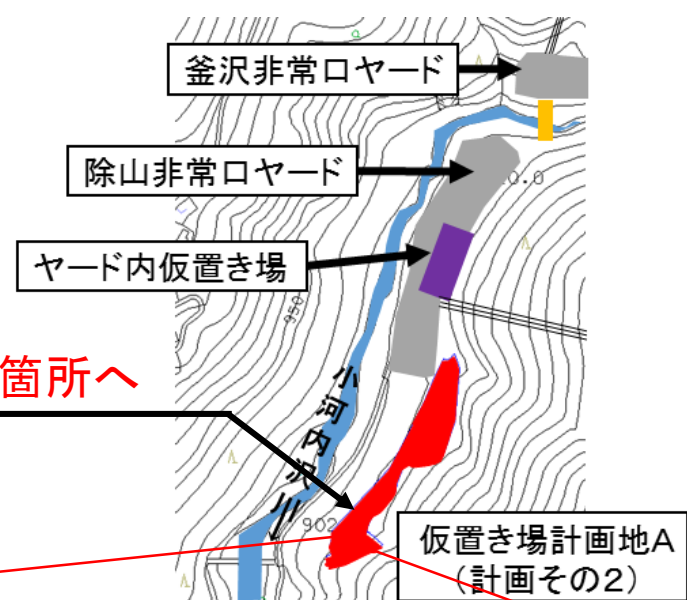 釜沢非常口ヤード
除山非常口ヤード
ヤード内仮置き場
950
箇所へ
小河内沢川
902
仮置き場計画地A
(計画その2)